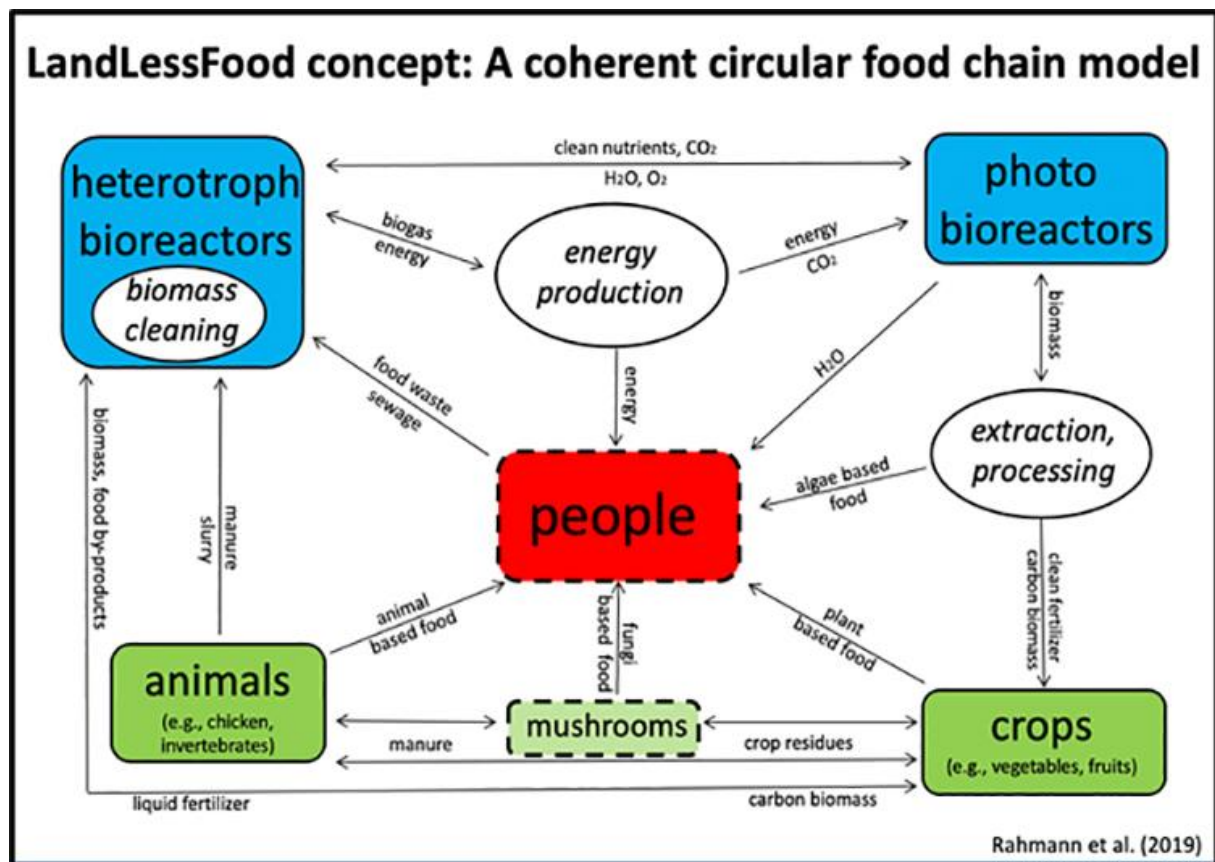 LandLessFood concept: A coherent circular food chain model
heterotroph
bioreactors
biomass
cleaning
clean nutrients, CO₂
H₂O, O₂
photo
bioreactors
biogas
energy
energy
production
energy
CO₂
biomass
food waste
sewage
energy
H₂O
extraction,
processing
biomass, food by-products
manure
slurry
people
algae based
food
clean fertilizer
carbon biomass
animal
based food
fungi
based food
plant
based food
animals
(e.g., chicken,
invertebrates)
mushrooms
crops
(e.g., vegetables, fruits)
manure
crop residues
liquid fertilizer
carbon biomass
Rahmann et al. (2019)